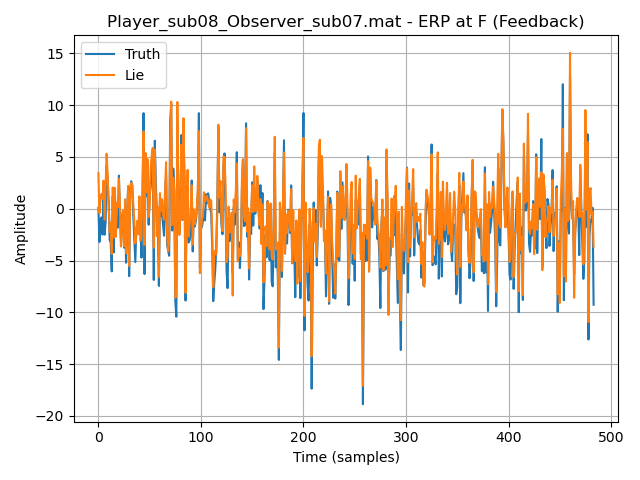 Player_sub08_Observer_sub07.mat - ERP at F (Feedback)
Truth
Lie
Amplitude
15
10
5
0
−5
−10
−15
−20
0 100 200 300 400 500
Time (samples)